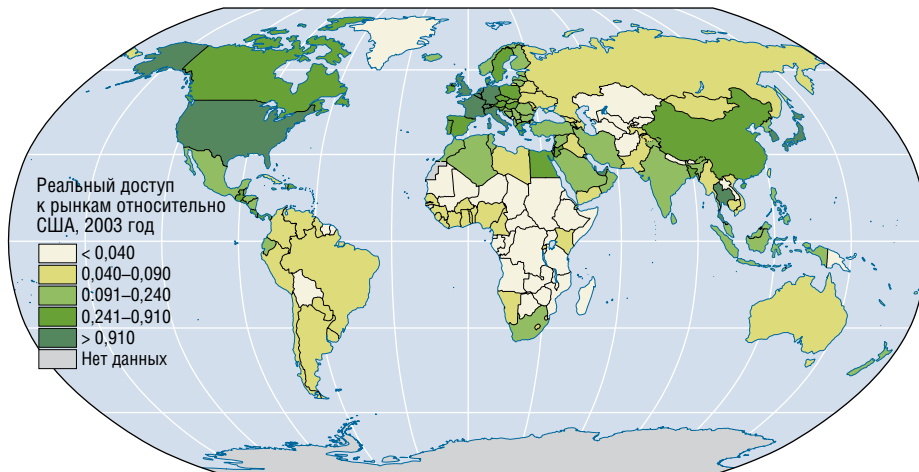 Реальный доступ
к рынкам относительно
США, 2003 год
< 0,040
0,040–0,090
0.091–0,240
0,241–0,910
> 0,910
Нет данных